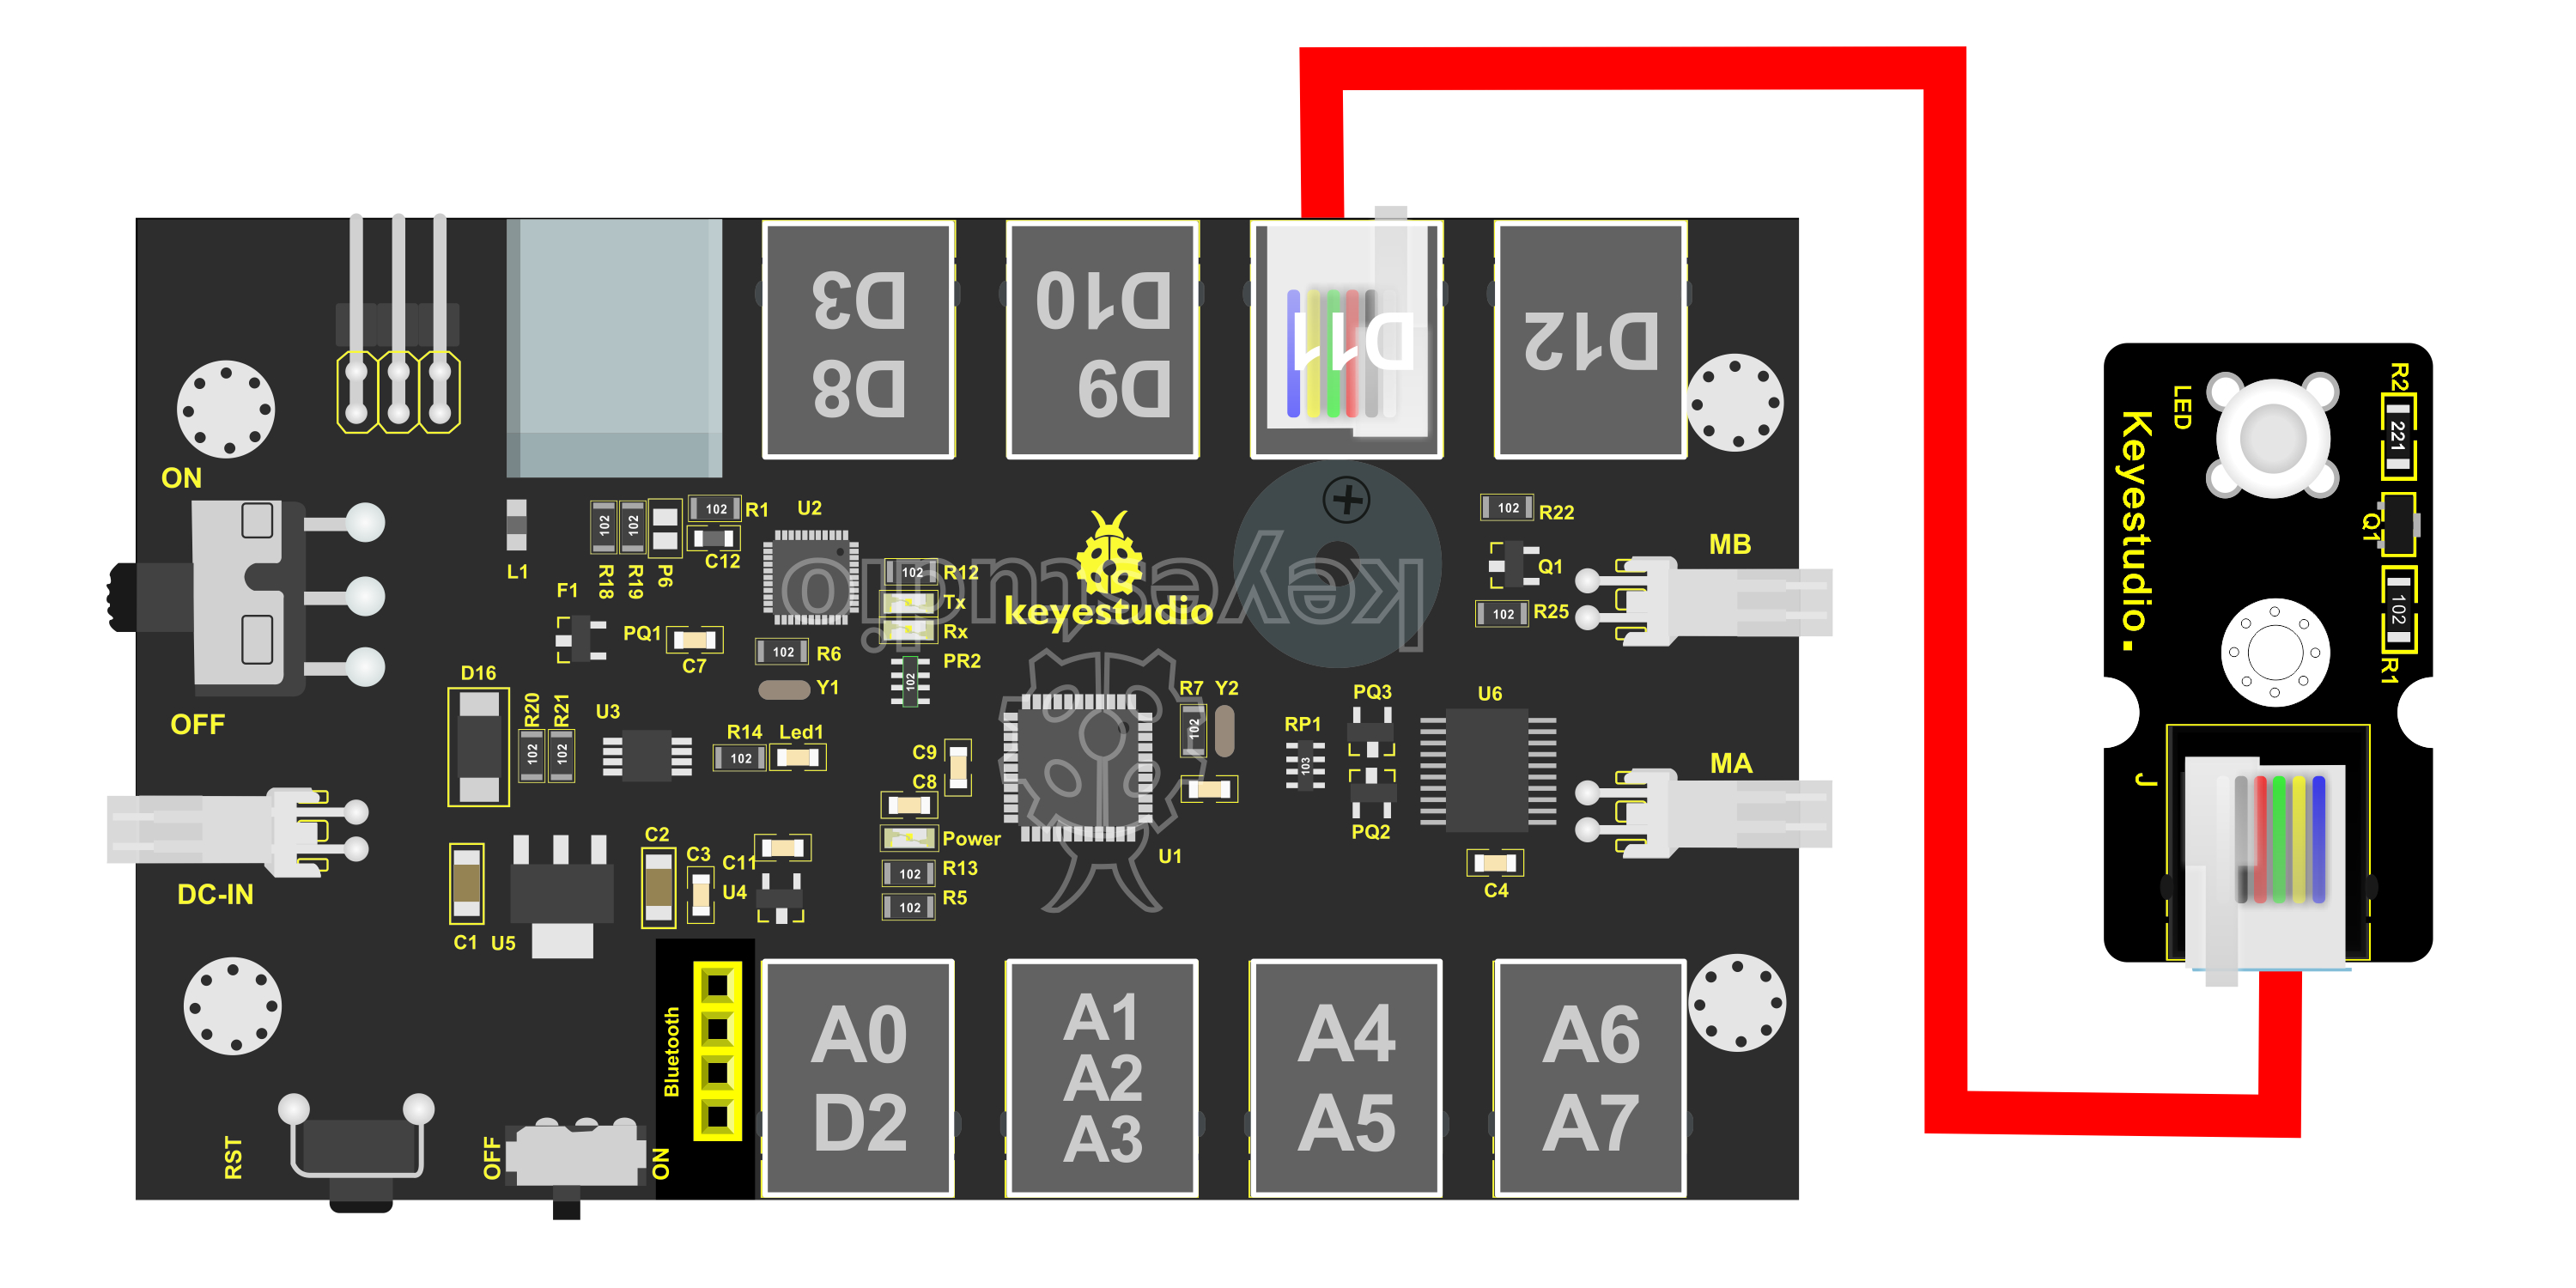 D3
D8
D10
D9
D11
D12
ON
OFF
DC-IN
L1
F1
R18
R19
P6
R1
102
102
102
C12
U2
R12
102
Tx
Rx
PQ1
C7
R6
102
Y1
PR2
102
keyestudio
keyestudio
R22
102
Q1
R25
102
MB
MA
D16
R20
R21
102
102
U3
R14
102
Led1
C9
C8
Power
R13
102
R5
102
U1
R7
102
Y2
RP1
103
PQ3
PQ2
U6
C4
C1
U5
C2
C3
C11
U4
RST
OFF
ON
Bluetooth
A0
D2
A1
A2
A3
A4
A5
A6
A7
Keyestudio
LED
R2
221
Q1
102
R1
J